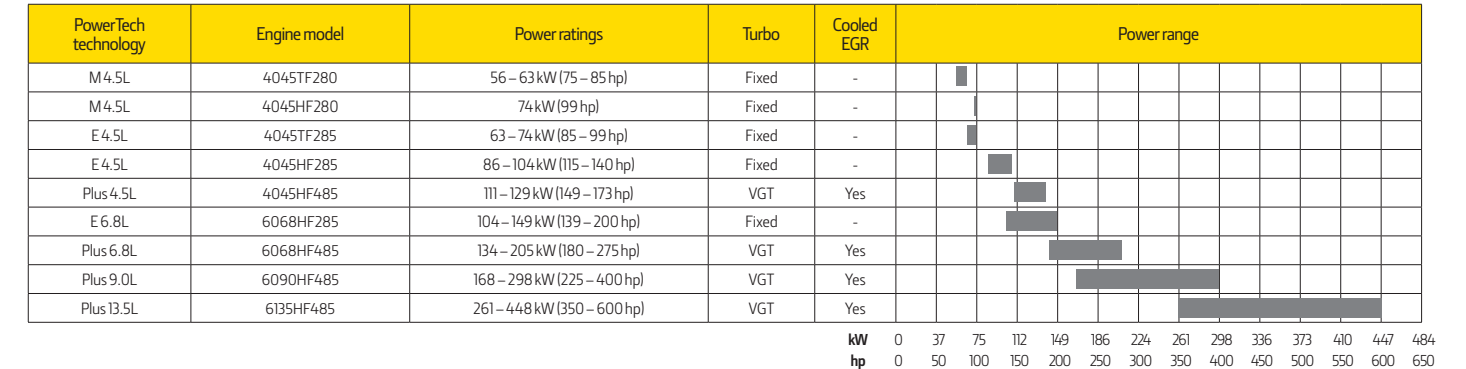 PowerTech technology Engine model Power ratings Turbo Cooled EGR Power range
M 4.5L 4045TF280 56 – 63 kW (75 – 85 hp) Fixed -
M 4.5L 4045HF280 74 kW (99 hp) Fixed -
E 4.5L 4045TF285 63 – 74 kW (85 – 99 hp) Fixed -
E 4.5L 4045HF285 86 – 104 kW (115 – 140 hp) Fixed -
Plus 4.5L 4045HF485 111 – 129 kW (149 – 173 hp) VGT Yes
E 6.8L 6068HF285 104 – 149 kW (139 – 200 hp) Fixed -
Plus 6.8L 6068HF485 134 – 205 kW (180 – 275 hp) VGT Yes
Plus 9.0L 6090HF485 168 – 298 kW (225 – 400 hp) VGT Yes
Plus 13.5L 6135HF485 261 – 448 kW (350 – 600 hp) VGT Yes
kW 0 37 75 112 149 186 224 261 298 336 373 410 447 484
hp 0 50 100 150 200 250 300 350 400 450 500 550 600 650